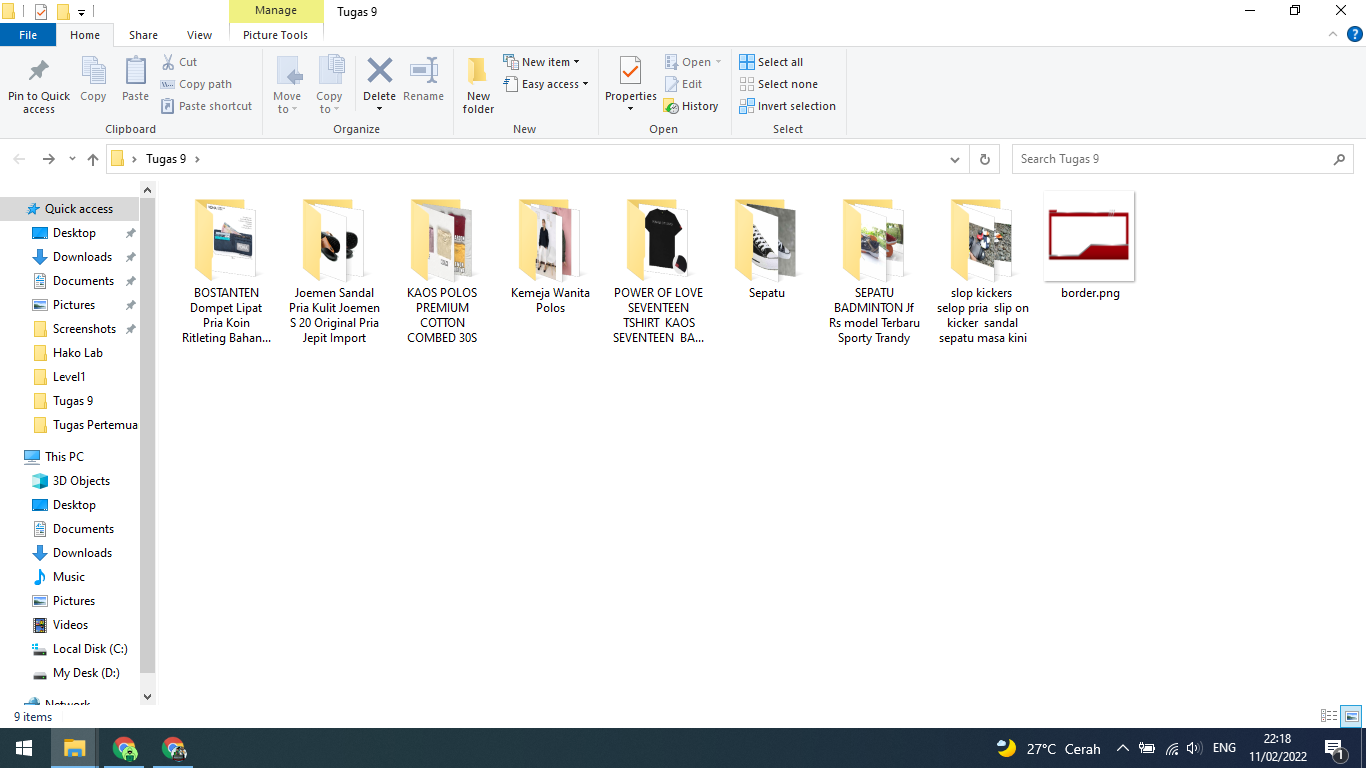 Manage
Tugas 9
File
Home
Share
View
Picture Tools
Pin to Quick access
Copy
Paste
Cut
Copy path
Paste shortcut
Clipboard
Move to
Copy to
Delete
Rename
Organize
New folder
New item
Easy access
New
Properties
Open
Edit
History
Open
Select all
Select none
Invert selection
Select
Tugas 9
Search Tugas 9
Quick access
Desktop
Downloads
Documents
Pictures
Screenshots
Hako Lab
Level1
Tugas 9
Tugas Pertemua
This PC
3D Objects
Desktop
Documents
Downloads
Music
Pictures
Videos
Local Disk (C:)
My Desk (D:)
Network
BOSTANTEN
Dompet Lipat
Pria Koin
Ritleting Bahan...
Joemen Sandal
Pria Kulit Joemen
S 20 Original Pria
Jepit Import
KAOS POLOS
PREMIUM
COTTON
COMBED 30S
Kemeja Wanita
Polos
POWER OF LOVE
SEVENTEEN
TSHIRT KAOS
SEVENTEEN BA...
Sepatu
SEPATU
BADMINTON Jf
Rs model Terbaru
Sporty Trandy
slop kickers
selop pria slip on
kicker sandal
sepatu masa kini
border.png
9 items
27°C Cerah
ENG
22:18
11/02/2022
1